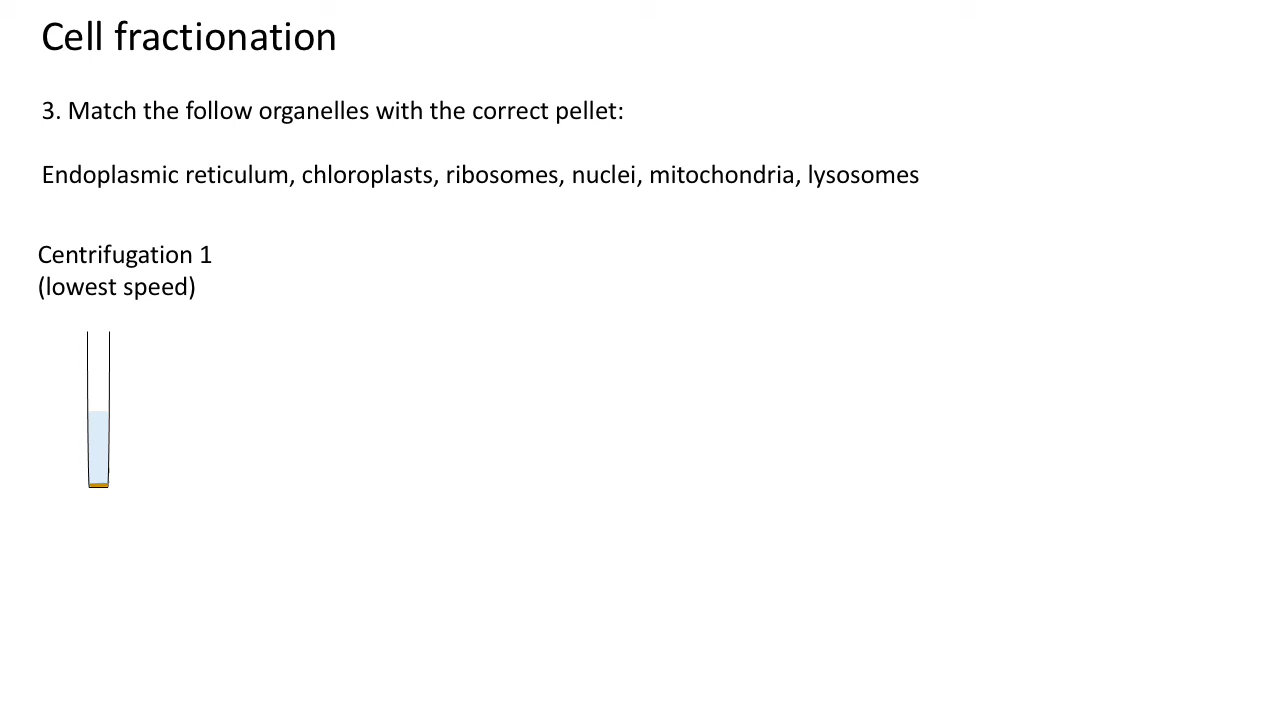 Cell fractionation
3. Match the follow organelles with the correct pellet:
Endoplasmic reticulum, chloroplasts, ribosomes, nuclei, mitochondria, lysosomes
Centrifugation 1
(lowest speed)